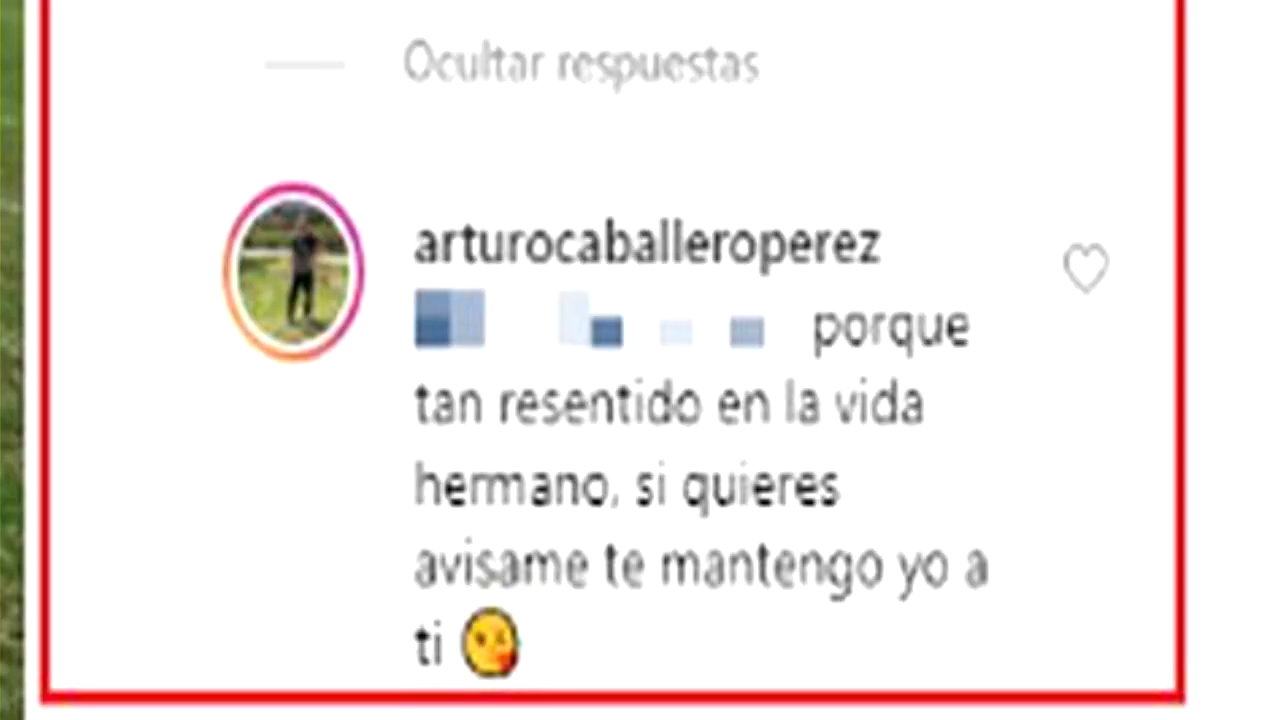 Ocultar respuestas
arturocaballeroperez
porque
tan resentido en la vida
hermano, si quieres
avisame te mantengo yo a
ti 😘